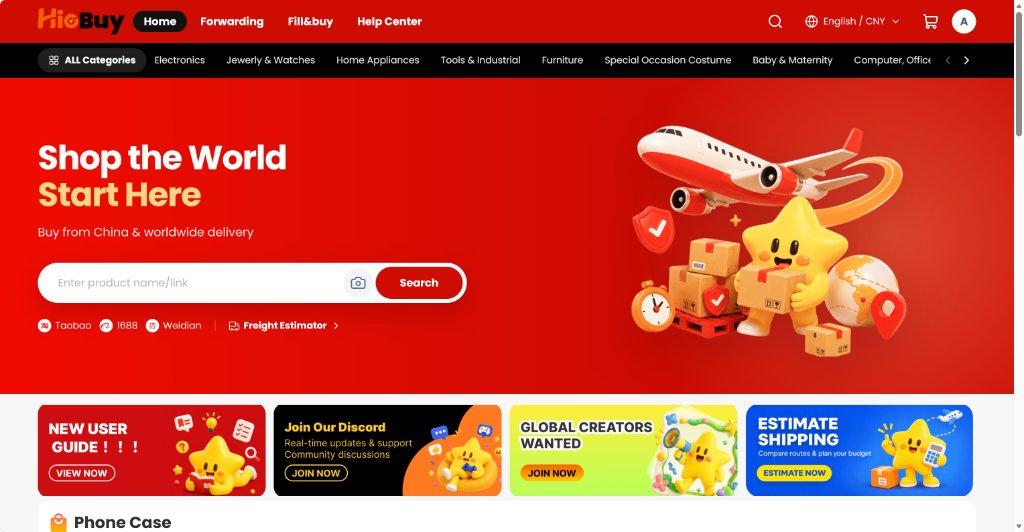 HicBuy
Home
Forwarding
Fill&buy
Help Center
English / CNY
A
ALL Categories
Electronics
Jewerly & Watches
Home Appliances
Tools & Industrial
Furniture
Special Occasion Costume
Baby & Maternity
Computer, Office
Shop the World
Start Here
Buy from China & worldwide delivery
Enter product name/link
Search
Taobao
1688
Weidian
Freight Estimator
NEW USER
GUIDE！！！
VIEW NOW
Join Our Discord
Real-time updates & support
Community discussions
JOIN NOW
GLOBAL CREATORS
WANTED
JOIN NOW
ESTIMATE
SHIPPING
Compare routes & plan your budget
ESTIMATE NOW
Phone Case